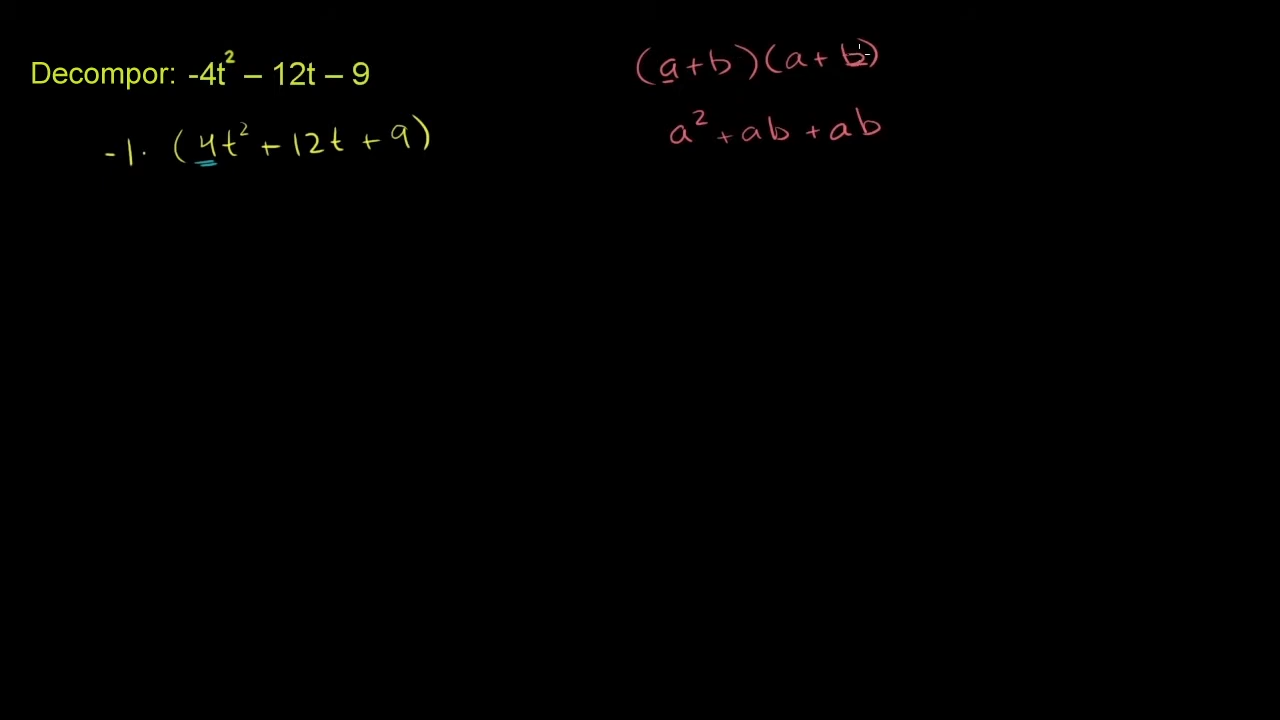 Decompor: -4t² – 12t – 9
-1· (4t² + 12t + 9)
(a+b)(a+b)
a² + ab + ab